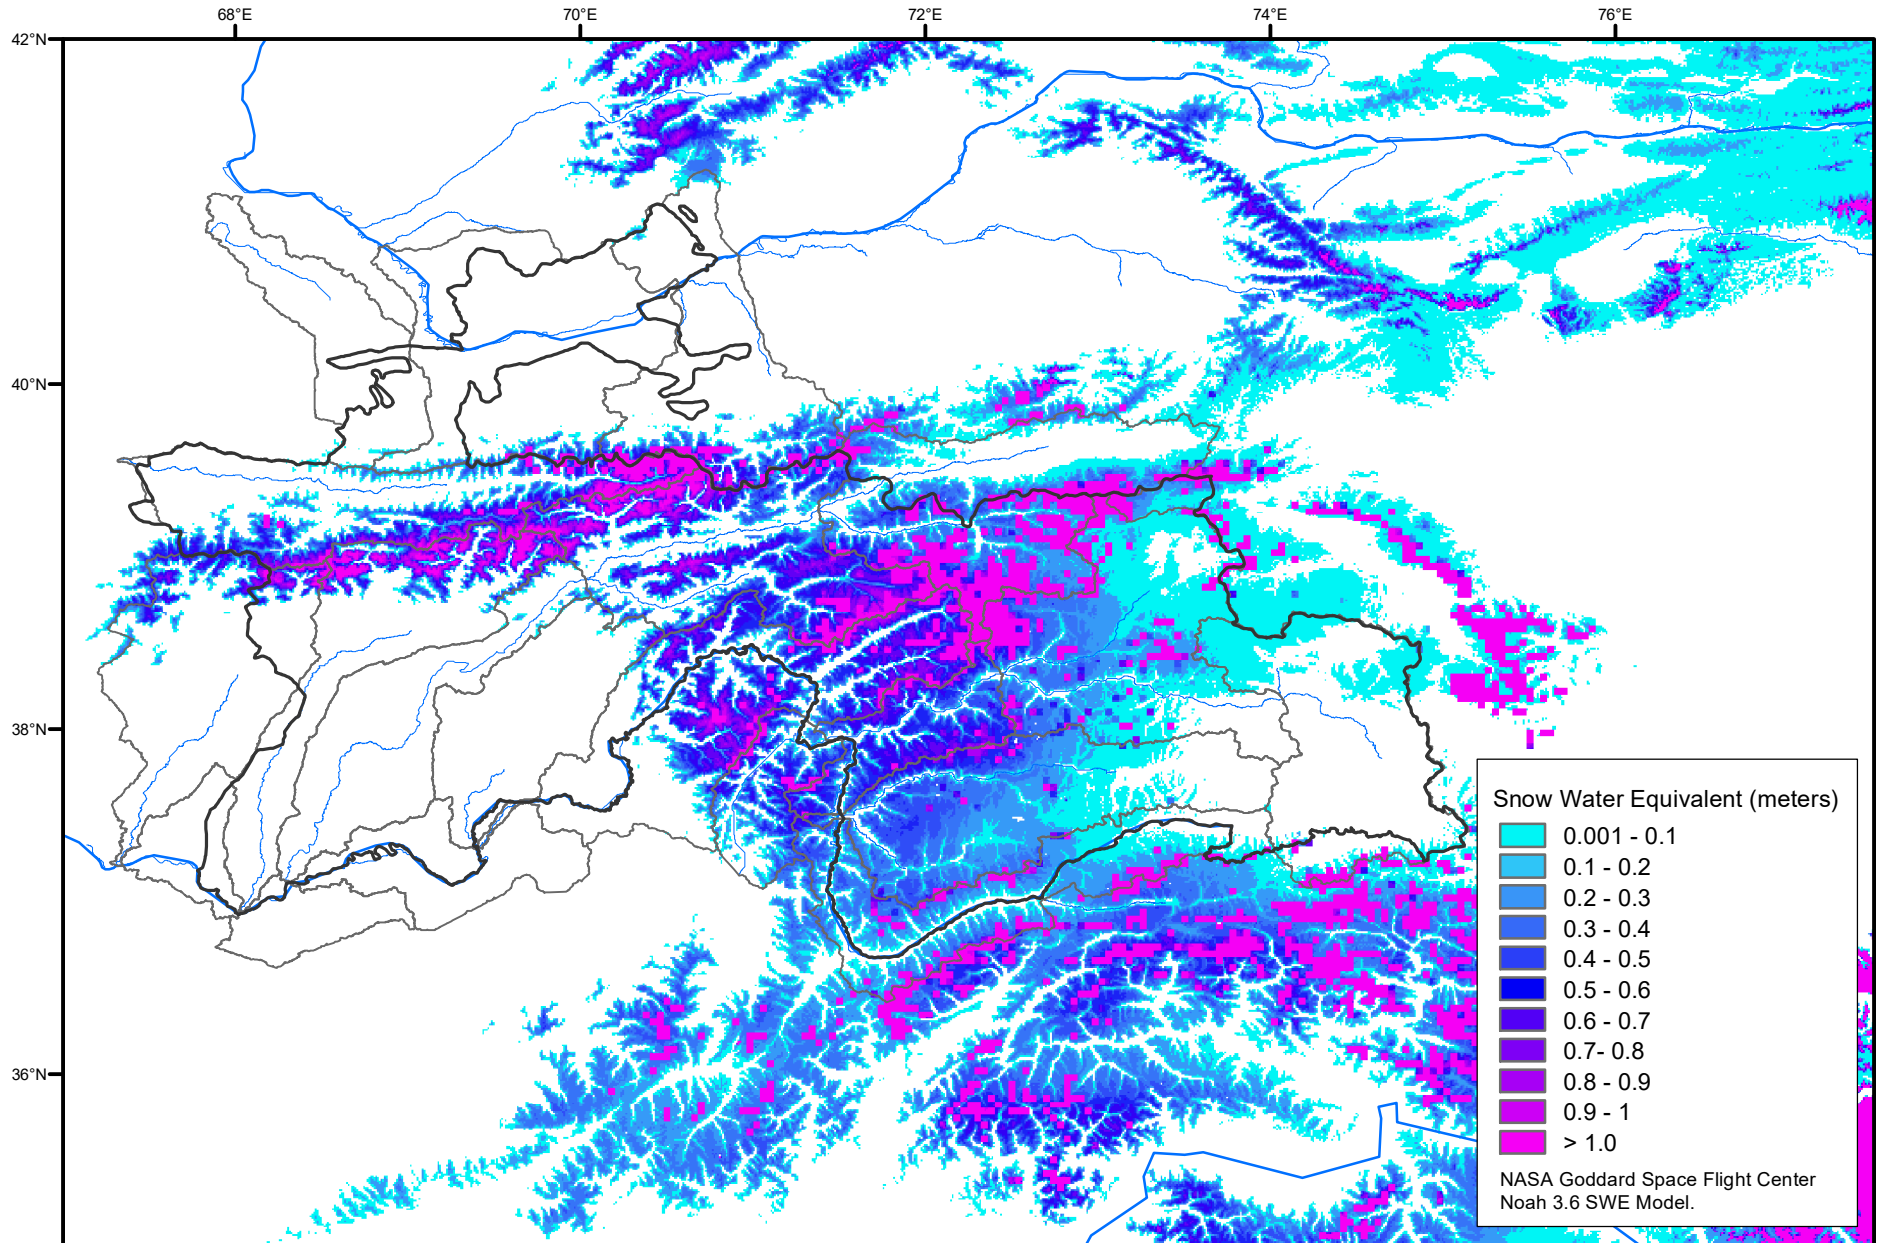 68°E 70°E 72°E 74°E 76°E
42°N
40°N
38°N
36°N
Snow Water Equivalent (meters)
0.001 - 0.1
0.1 - 0.2
0.2 - 0.3
0.3 - 0.4
0.4 - 0.5
0.5 - 0.6
0.6 - 0.7
0.7- 0.8
0.8 - 0.9
0.9 - 1
> 1.0
NASA Goddard Space Flight Center
Noah 3.6 SWE Model.